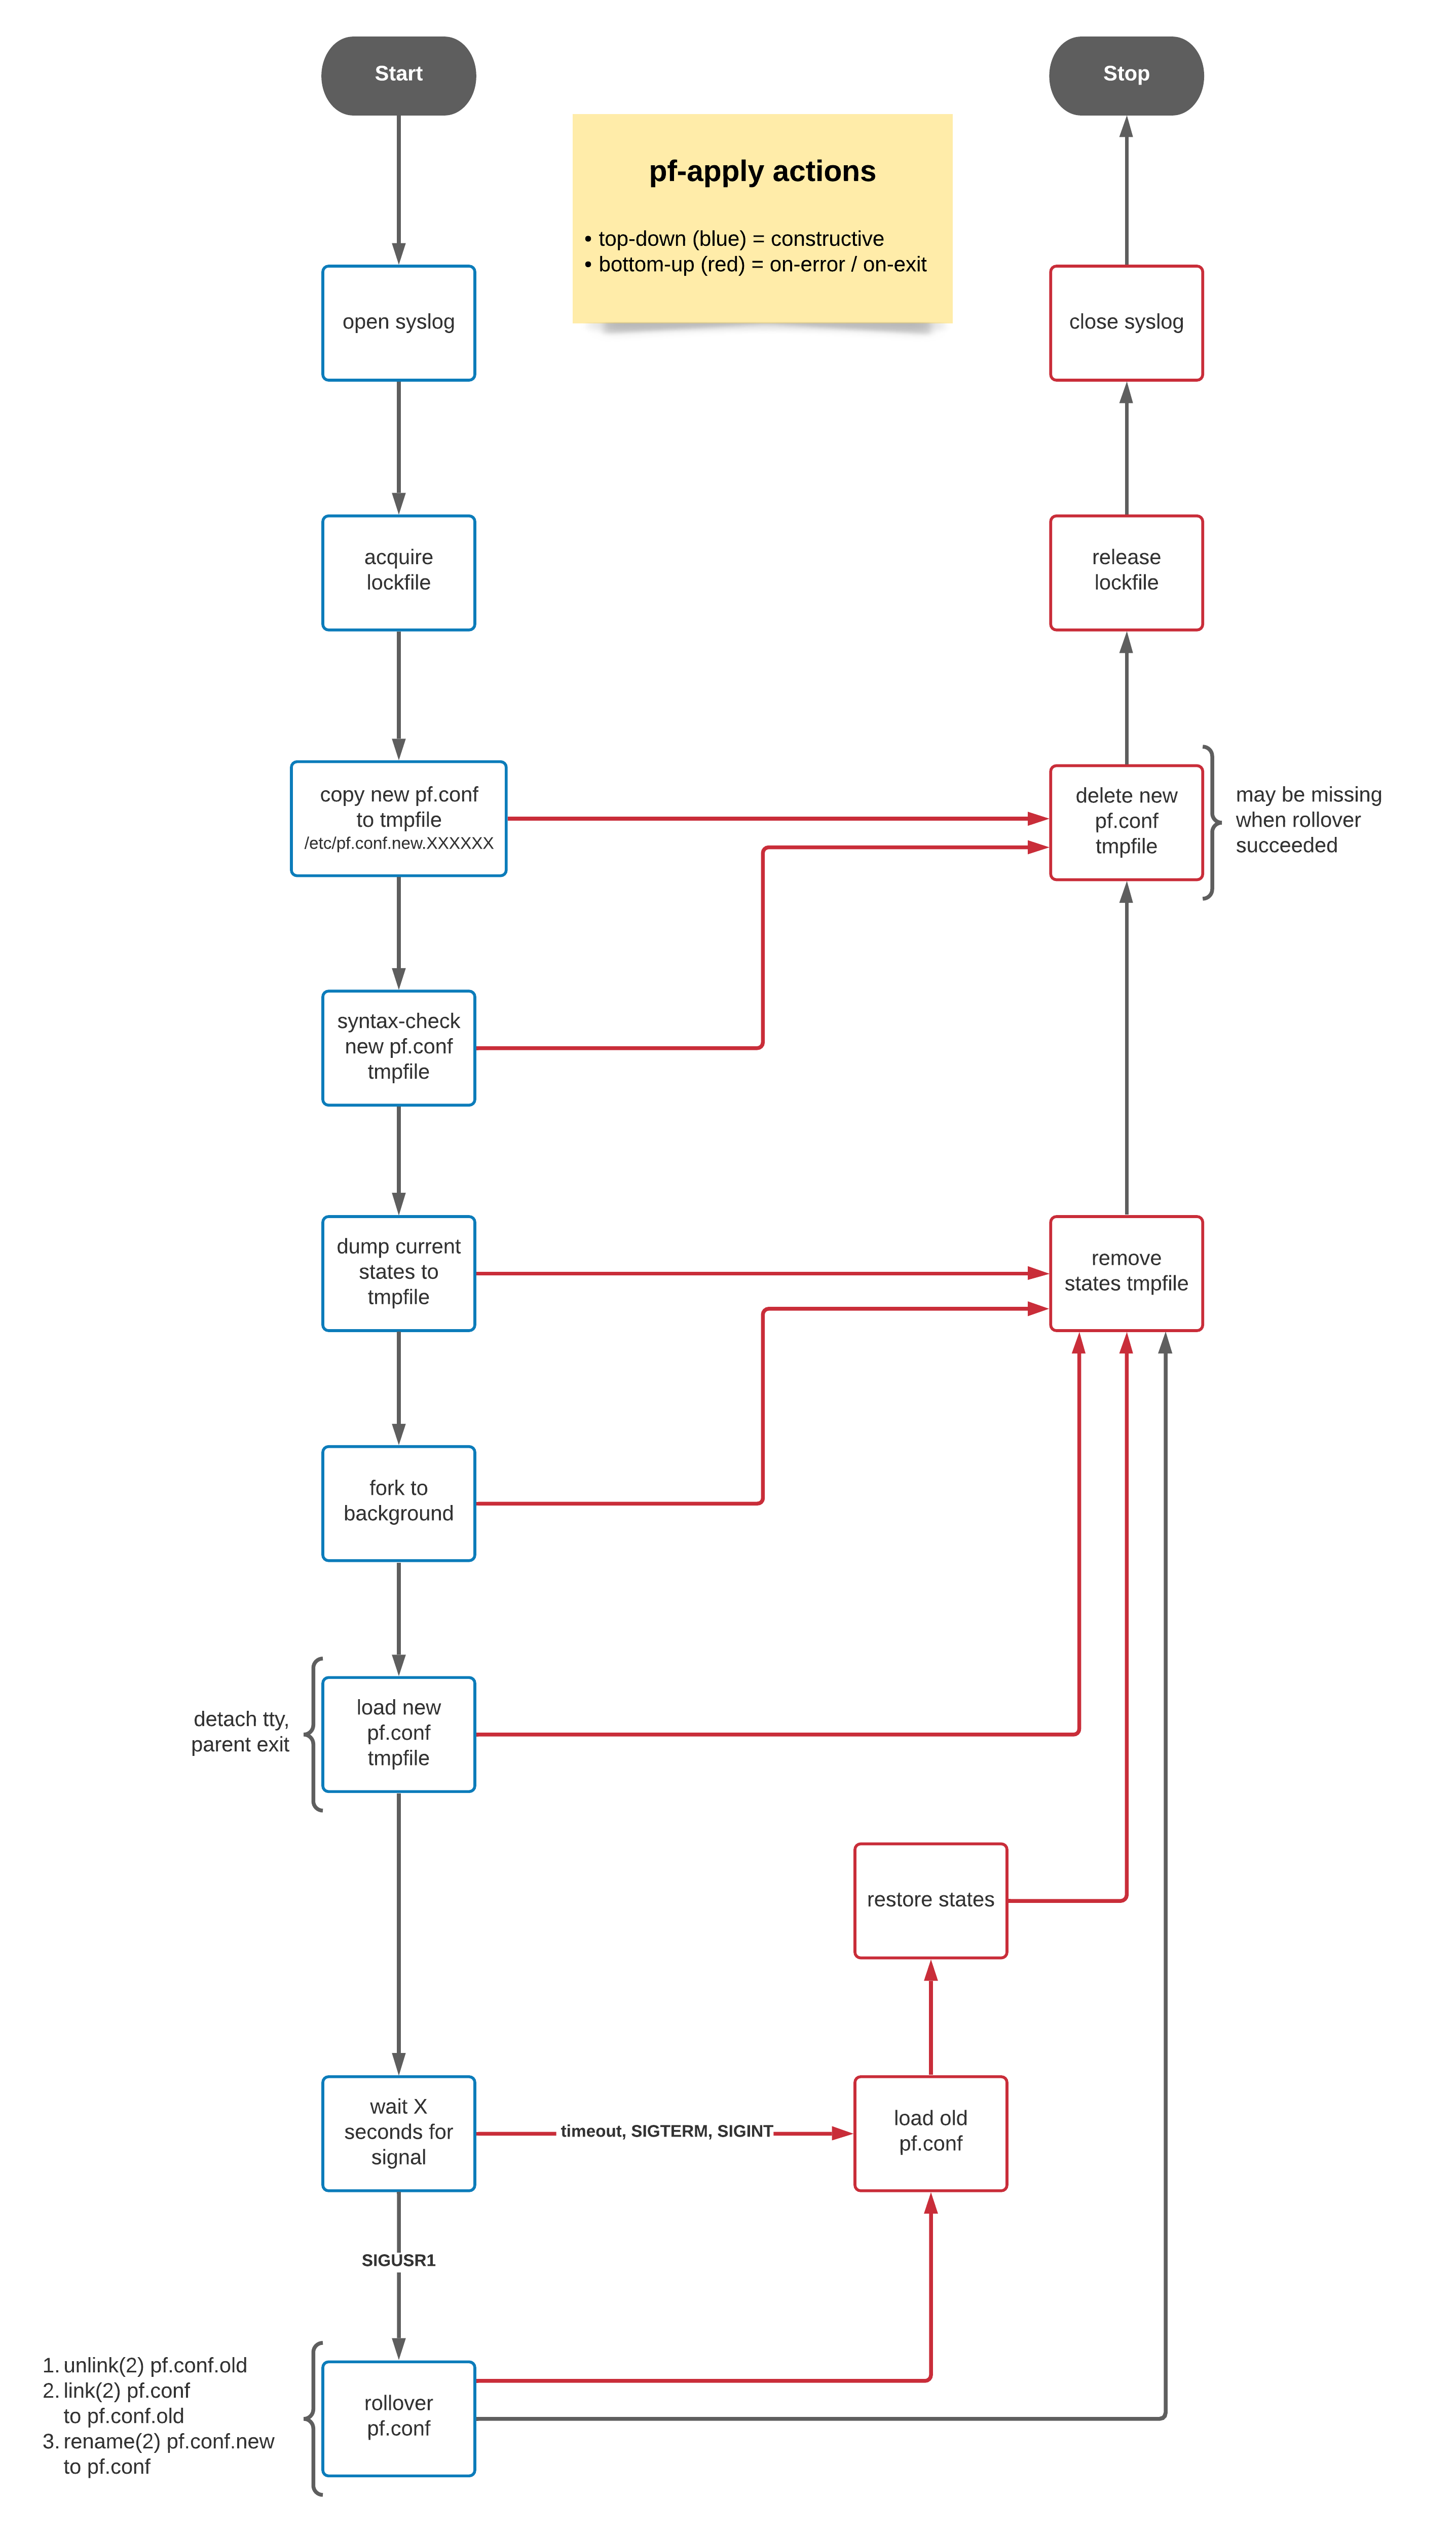 Start
Stop
pf-apply actions
• top-down (blue) = constructive
• bottom-up (red) = on-error / on-exit
open syslog
close syslog
acquire
lockfile
release
lockfile
copy new pf.conf
to tmpfile
/etc/pf.conf.new.XXXXXX
delete new
pf.conf
tmpfile
may be missing
when rollover
succeeded
syntax-check
new pf.conf
tmpfile
dump current
states to
tmpfile
remove
states tmpfile
fork to
background
detach tty,
parent exit
load new
pf.conf
tmpfile
restore states
wait X
seconds for
signal
timeout, SIGTERM, SIGINT
load old
pf.conf
SIGUSR1
1. unlink(2) pf.conf.old
2. link(2) pf.conf
to pf.conf.old
3. rename(2) pf.conf.new
to pf.conf
rollover
pf.conf